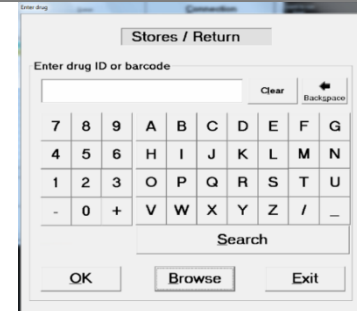 Enter drug
Connection
Stores / Return
Enter drug ID or barcode
Clear
Backspace
7 8 9 A B C D E F G
4 5 6 H I J K L M N
1 2 3 O P Q R S T U
- 0 + V W X Y Z / _
Search
OK Browse Exit